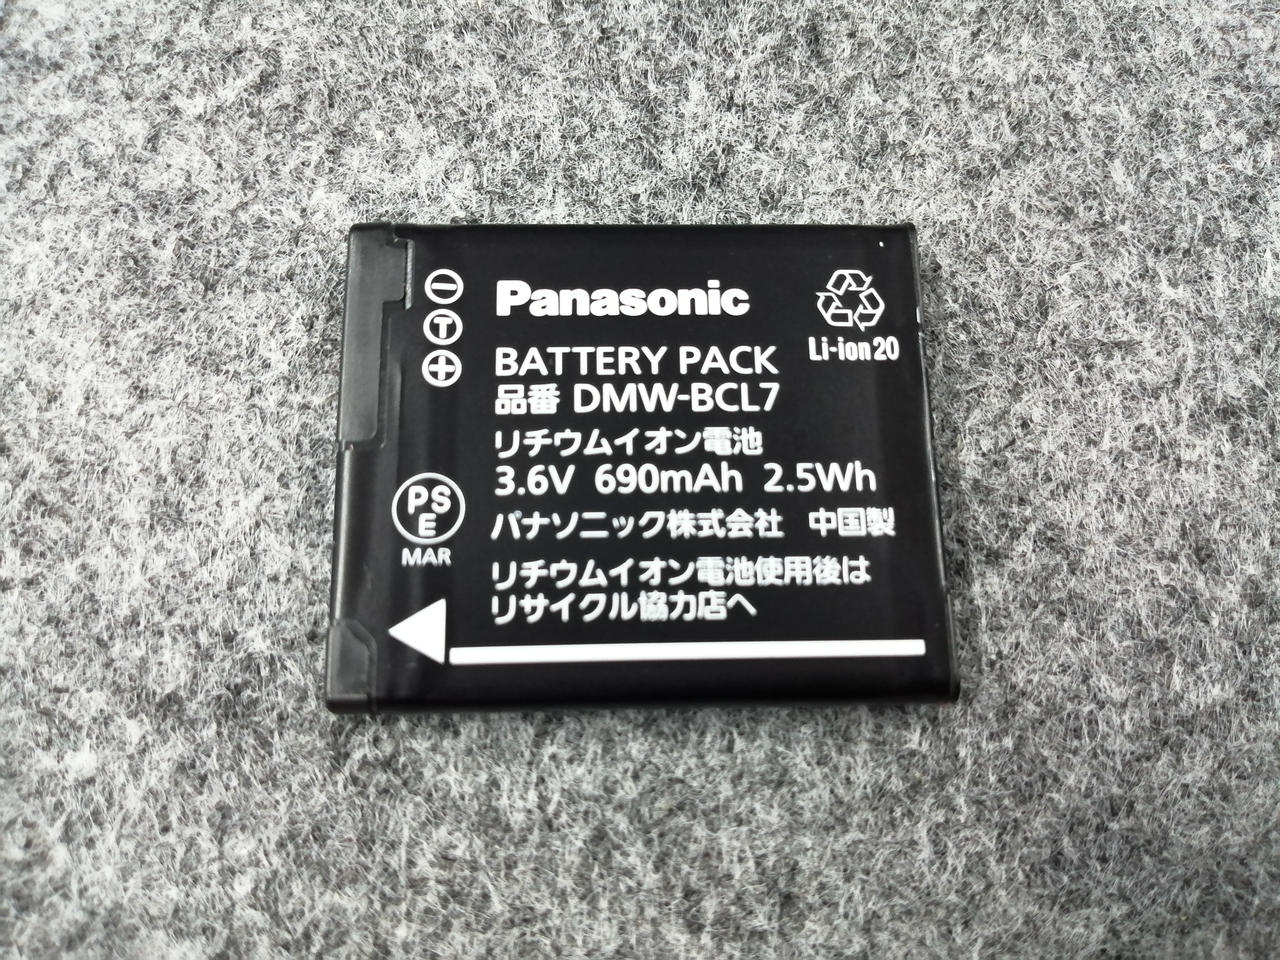 Panasonic
BATTERY PACK
品番 DMW-BCL7
リチウムイオン電池
3.6V 690mAh 2.5Wh
パナソニック株式会社 中国製
リチウムイオン電池使用後は
リサイクル協力店へ
Li-ion20
T
PS
E
MAR